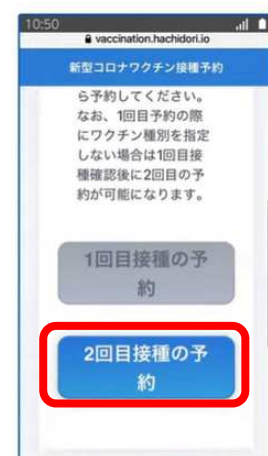 10:50
vaccination.hachidori.io
新型コロナワクチン接種予約
ら予約してください。
なお、1回目予約の際
にワクチン種別を指定
しない場合は1回目接
種確認後に2回目の予
約が可能になります。
1回目接種の予
約
2回目接種の予
約